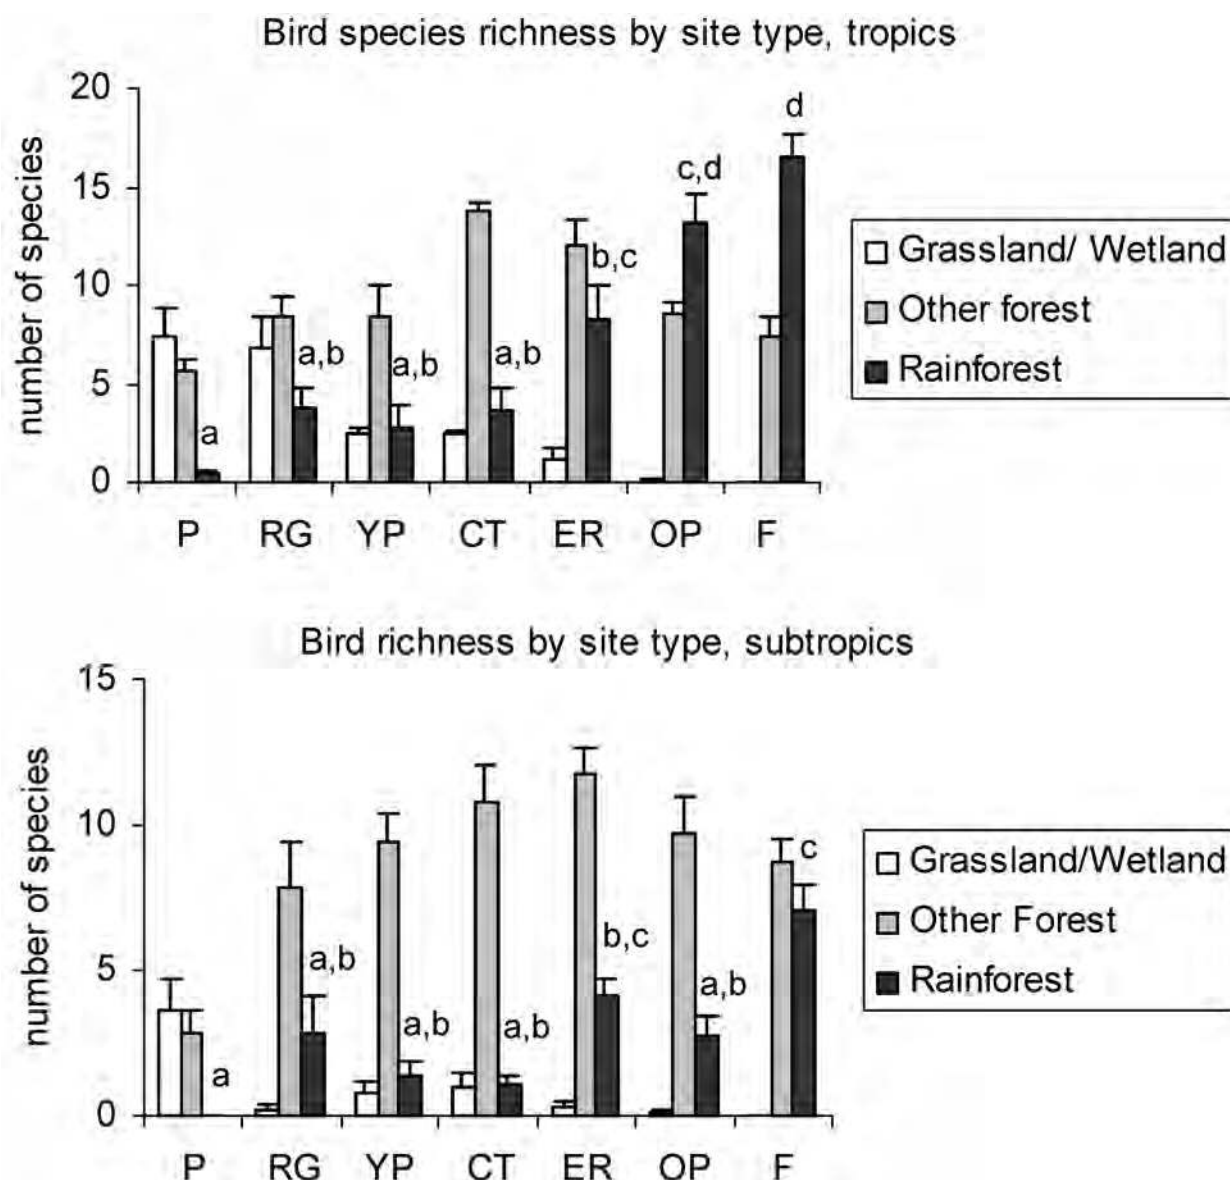 Bird species richness by site type, tropics
number of species
20
15
10
5
0
a
a,b
a,b
a,b
b,c
c,d
d
P RG YP CT ER OP F
Grassland/ Wetland
Other forest
Rainforest
Bird richness by site type, subtropics
number of species
15
10
5
0
a
a,b
a,b
a,b
b,c
a,b
c
P RG YP CT ER OP F
Grassland/Wetland
Other Forest
Rainforest